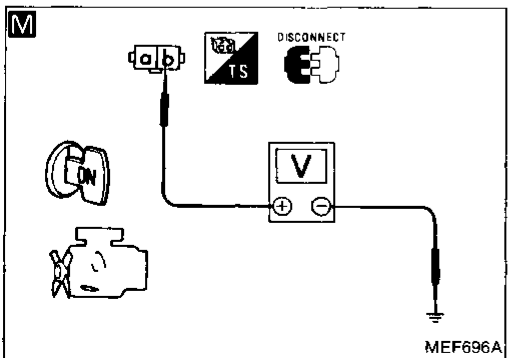 M
a b
TS
DISCONNECT
ON
V
+ −
MEF696A